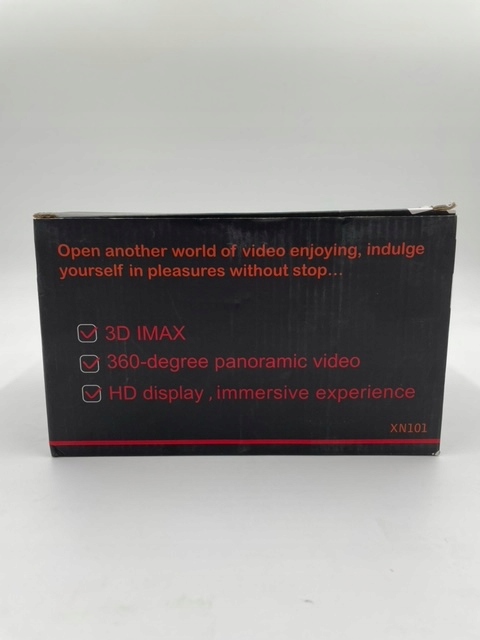 Open another world of video enjoying, indulge
yourself in pleasures without stop...
3D IMAX
360-degree panoramic video
HD display , immersive experience
XN101